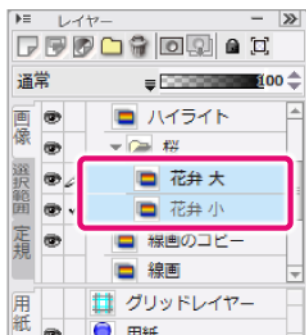 レイヤー
通常
100
画像
ハイライト
桜
選択範囲
花弁 大
花弁 小
定規
線画のコピー
線画
用紙
グリッドレイヤー
用紙